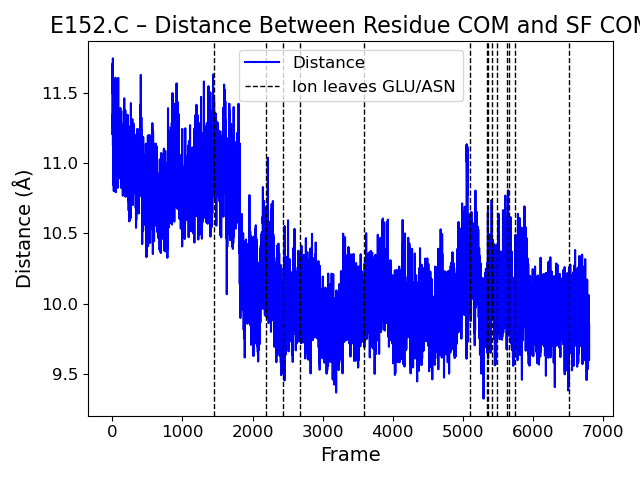 E152.C – Distance Between Residue COM and SF COM
Distance
Ion leaves GLU/ASN
Distance (Å)
11.5
11.0
10.5
10.0
9.5
0 1000 2000 3000 4000 5000 6000 7000
Frame